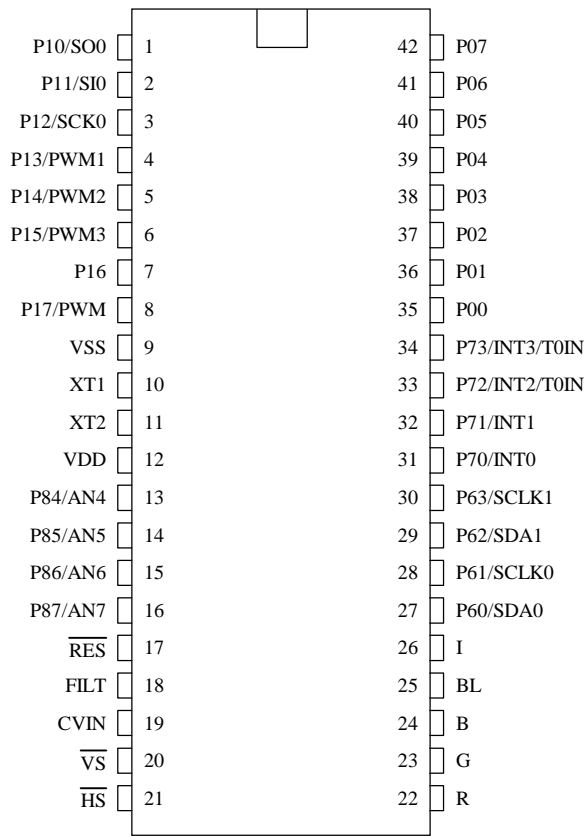 P10/SO0 1 42 P07
P11/SI0 2 41 P06
P12/SCK0 3 40 P05
P13/PWM1 4 39 P04
P14/PWM2 5 38 P03
P15/PWM3 6 37 P02
P16 7 36 P01
P17/PWM 8 35 P00
VSS 9 34 P73/INT3/T0IN
XT1 10 33 P72/INT2/T0IN
XT2 11 32 P71/INT1
VDD 12 31 P70/INT0
P84/AN4 13 30 P63/SCLK1
P85/AN5 14 29 P62/SDA1
P86/AN6 15 28 P61/SCLK0
P87/AN7 16 27 P60/SDA0
R̅E̅S̅ 17 26 I
FILT 18 25 BL
CVIN 19 24 B
V̅S̅ 20 23 G
H̅S̅ 21 22 R